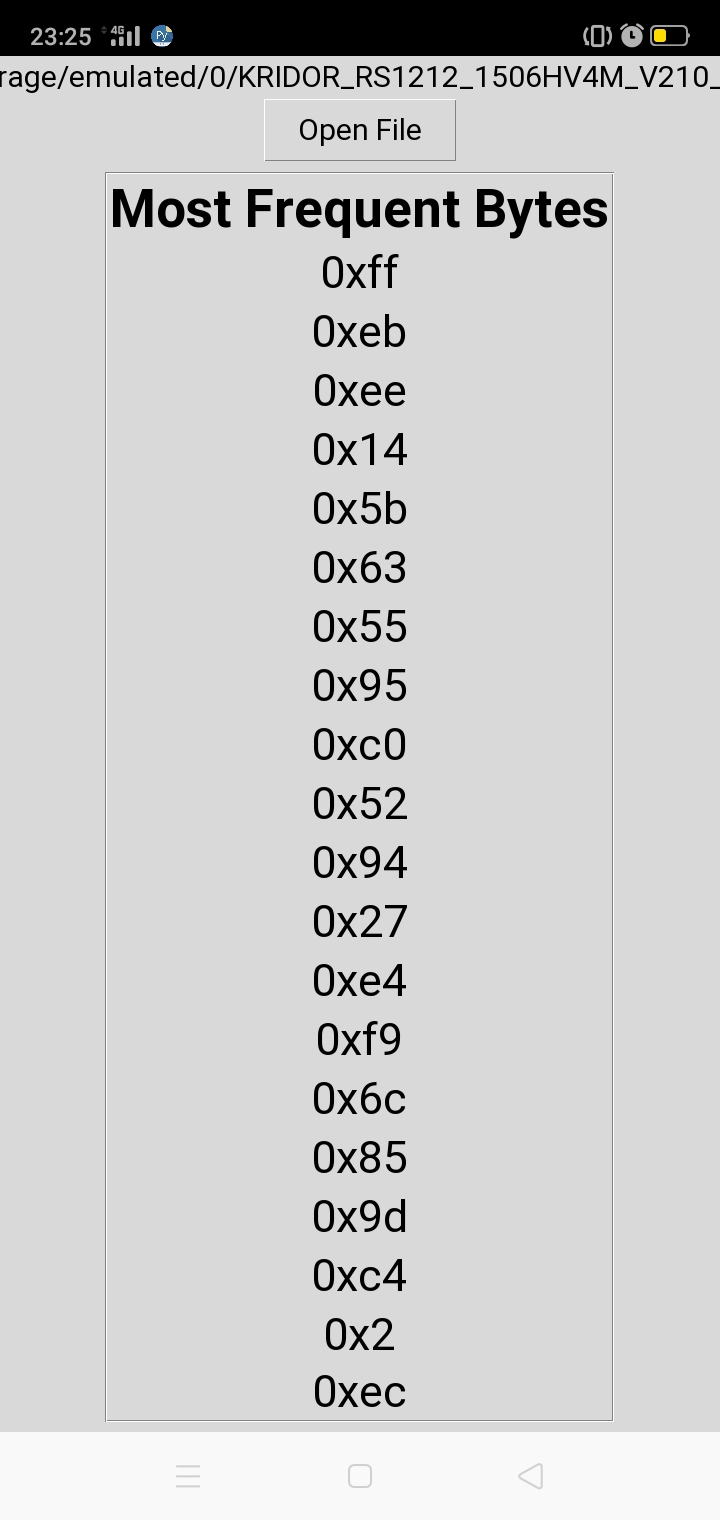 23:25 4G Py
rage/emulated/0/KRIDOR_RS1212_1506HV4M_V210_
Open File
Most Frequent Bytes
0xff
0xeb
0xee
0x14
0x5b
0x63
0x55
0x95
0xc0
0x52
0x94
0x27
0xe4
0xf9
0x6c
0x85
0x9d
0xc4
0x2
0xec